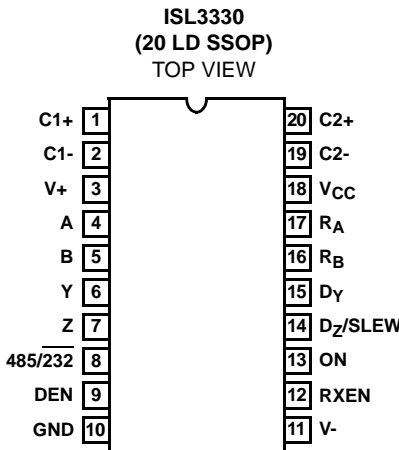 ISL3330
(20 LD SSOP)
TOP VIEW
C1+ 1 20 C2+
C1- 2 19 C2-
V+ 3 18 VCC
A 4 17 RA
B 5 16 RB
Y 6 15 DY
Z 7 14 DZ/SLEW
485/232 8 13 ON
DEN 9 12 RXEN
GND 10 11 V-